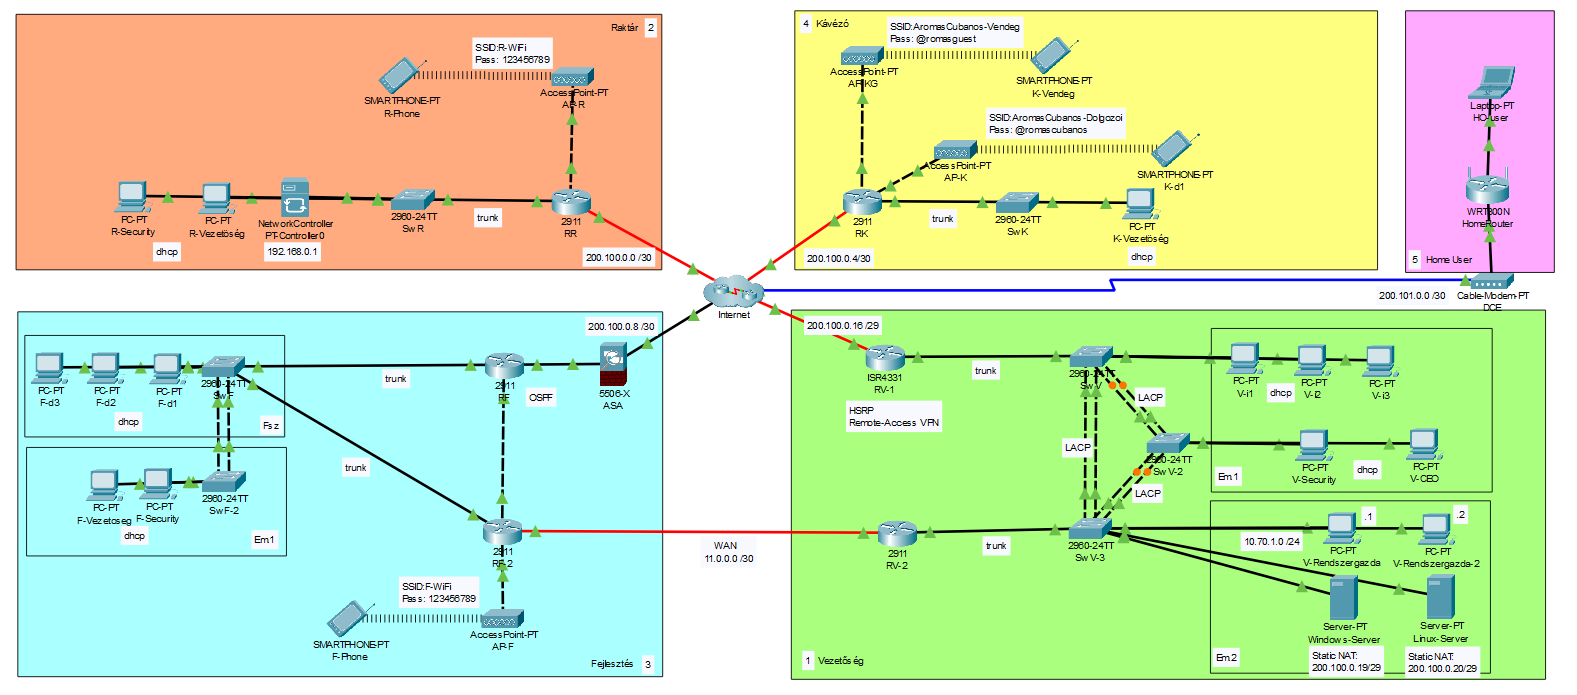 Raktár 2
SSID:R-WiFi
Pass: 123456789
SMARTPHONE-PT
R-Phone
AccessPoint-PT
AP-R
PC-PT
R-Security
PC-PT
R-Vezetöség
NetworkController
PT-Controller0
2960-24TT
SwR
trunk
2911
RR
dhcp
192.168.0.1
200.100.0.0 /30
4 Kávézó
SSID:AromasCubanos-Vendeg
Pass: @romasguest
AccessPoint-PT
AP-KG
SMARTPHONE-PT
K-Vendeg
SSID:AromasCubanos-Dolgozoi
Pass: @romascubanos
AccessPoint-PT
AP-K
SMARTPHONE-PT
K-d1
2911
RK
trunk
2960-24TT
SwK
PC-PT
K-Vezetöség
dhcp
200.100.0.4/30
Laptop-PT
HO-user
WRT300N
HomeRouter
5 Home User
200.101.0.0 /30
Cable-Modem-PT
DCE
Internet
200.100.0.8 /30
PC-PT
F-d3
PC-PT
F-d2
PC-PT
F-d1
2960-24TT
SwF
dhcp
Fsz
trunk
2911
RF
OSPF
5506-X
ASA
trunk
PC-PT
F-Vezetoseg
PC-PT
F-Security
2960-24TT
SwF-2
dhcp
Em1
2911
RF-2
SSID:F-WiFi
Pass: 123456789
SMARTPHONE-PT
F-Phone
AccessPoint-PT
AP-F
Fejlesztés 3
WAN
11.0.0.0 /30
200.100.0.16 /29
ISR4331
RV-1
trunk
2960-24TT
SwV
HSRP
Remote-Access VPN
LACP
LACP
LACP
2960-24TT
SwV-2
PC-PT
V-i1
PC-PT
V-i2
PC-PT
V-i3
dhcp
PC-PT
V-Security
PC-PT
V-CEO
dhcp
Em1
2911
RV-2
trunk
2960-24TT
SwV-3
10.70.1.0 /24
.1
.2
PC-PT
V-Rendszergazda
PC-PT
V-Rendszergazda-2
Server-PT
Windows-Server
Server-PT
Linux-Server
Static NAT:
200.100.0.19/29
Static NAT:
200.100.0.20/29
Em2
1 Vezetőség